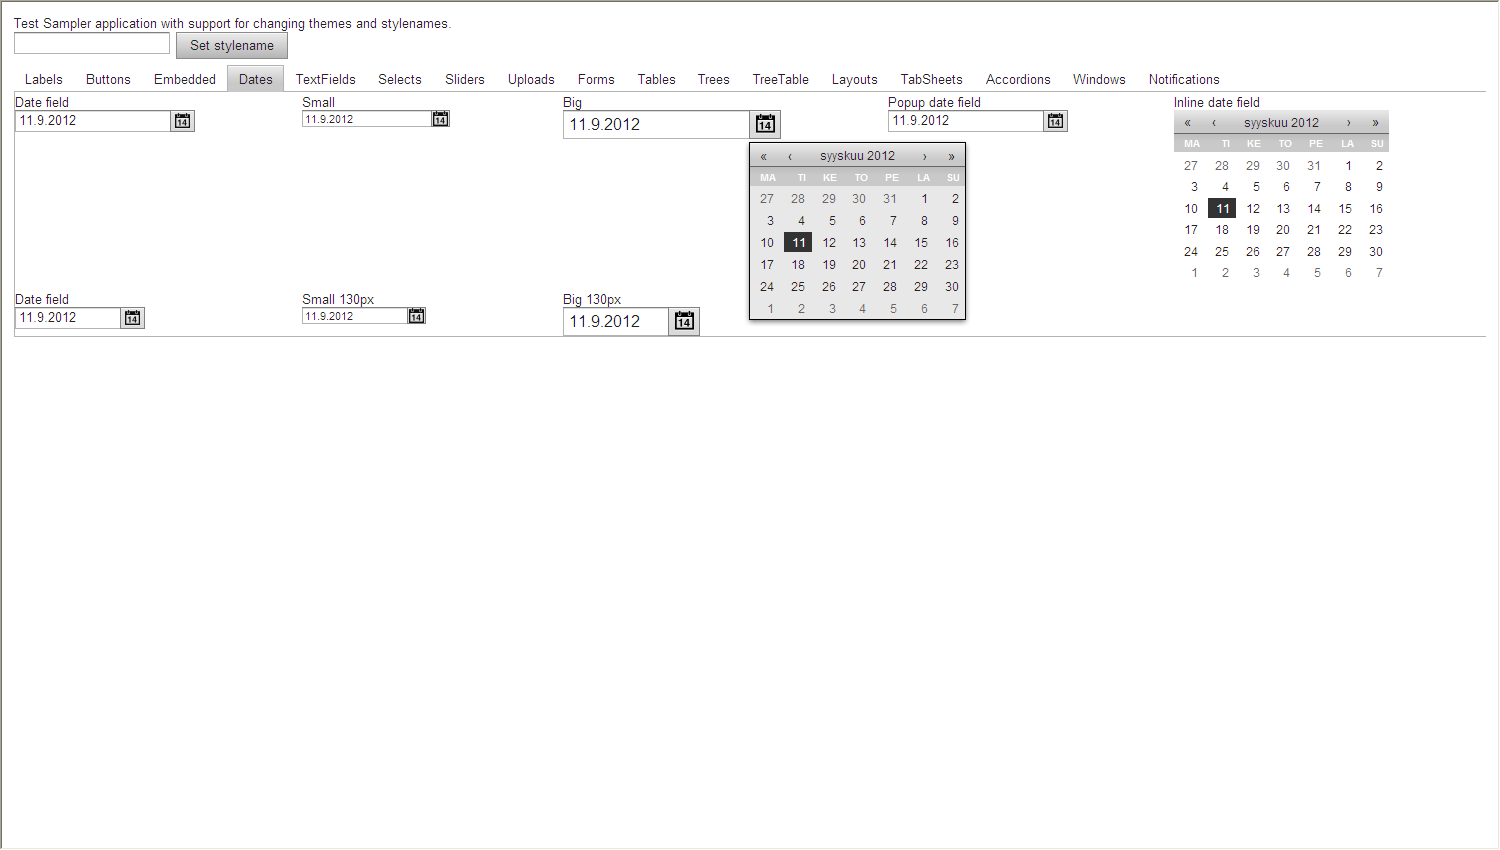 Test Sampler application with support for changing themes and stylenames.
Set stylename
Labels Buttons Embedded Dates TextFields Selects Sliders Uploads Forms Tables Trees TreeTable Layouts TabSheets Accordions Windows Notifications
Date field Small Big Popup date field Inline date field
11.9.2012 14 11.9.2012 14 11.9.2012 14 11.9.2012 14
« ‹ syyskuu 2012 › »
MA TI KE TO PE LA SU
27 28 29 30 31 1 2
3 4 5 6 7 8 9
10 11 12 13 14 15 16
17 18 19 20 21 22 23
24 25 26 27 28 29 30
1 2 3 4 5 6 7
« ‹ syyskuu 2012 › »
MA TI KE TO PE LA SU
27 28 29 30 31 1 2
3 4 5 6 7 8 9
10 11 12 13 14 15 16
17 18 19 20 21 22 23
24 25 26 27 28 29 30
1 2 3 4 5 6 7
Date field Small 130px Big 130px
11.9.2012 14 11.9.2012 14 11.9.2012 14